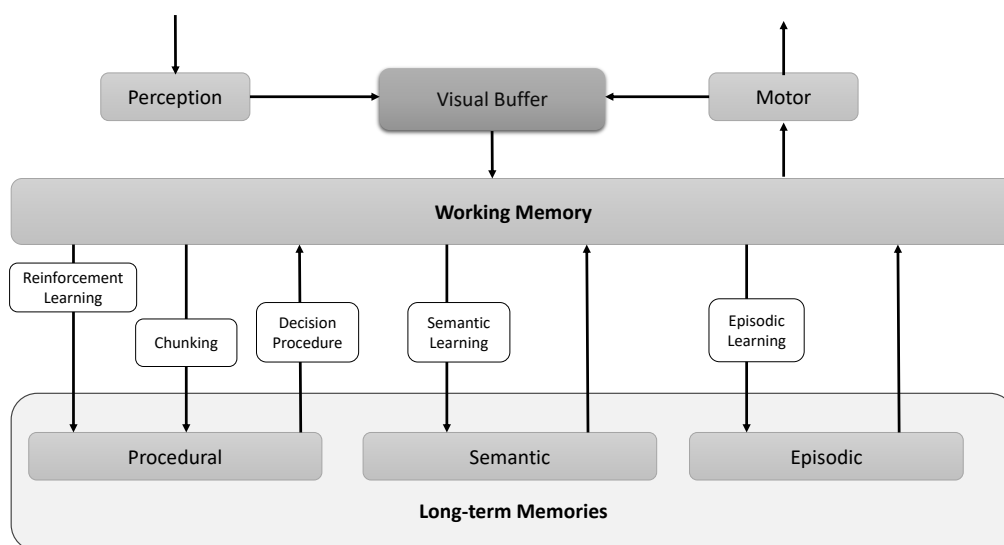 Perception
Visual Buffer
Motor
Working Memory
Reinforcement
Learning
Chunking
Decision
Procedure
Semantic
Learning
Episodic
Learning
Procedural
Semantic
Episodic
Long-term Memories